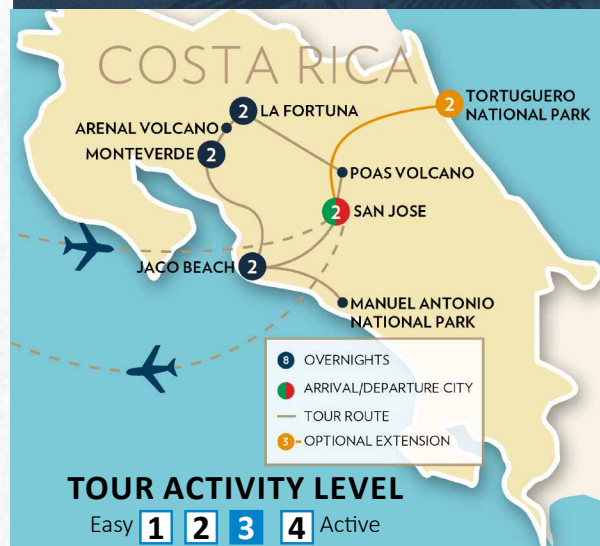 COSTA RICA
2 LA FORTUNA
ARENAL VOLCANO
MONTEVERDE 2
2 TORTUGUERO
NATIONAL PARK
POAS VOLCANO
2 SAN JOSE
JACO BEACH 2
MANUEL ANTONIO
NATIONAL PARK
8 OVERNIGHTS
ARRIVAL/DEPARTURE CITY
TOUR ROUTE
3 OPTIONAL EXTENSION
TOUR ACTIVITY LEVEL
Easy 1 2 3 4 Active